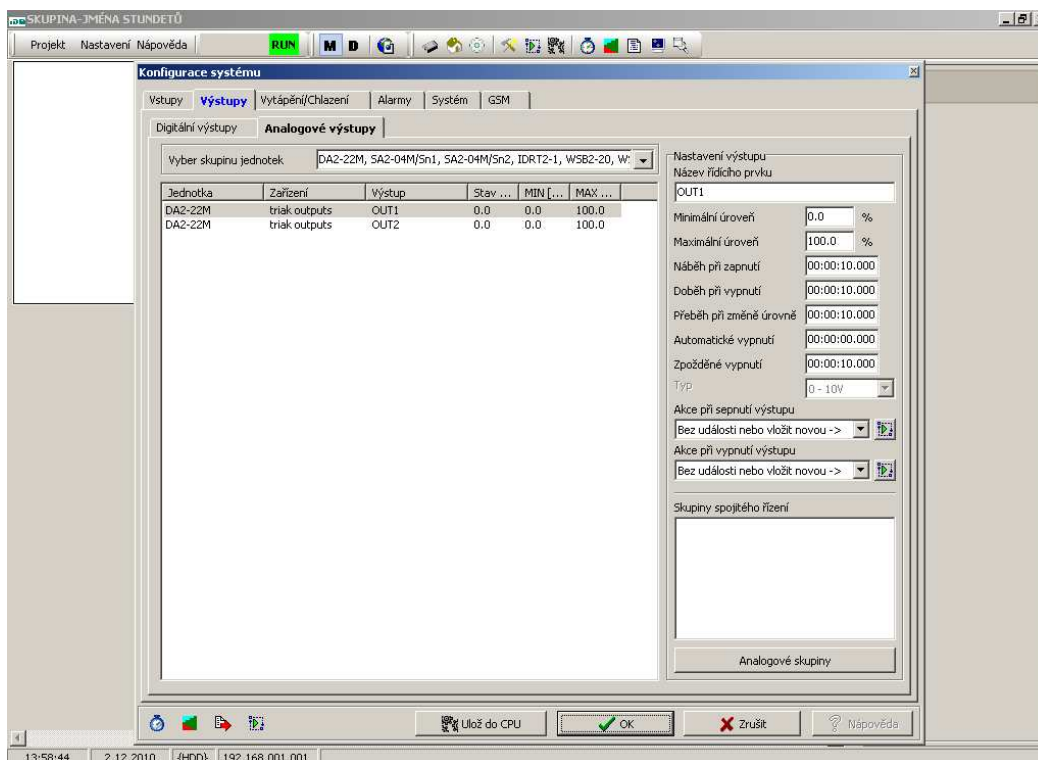 SKUPINA-JMÉNA STUNDETŮ
Projekt Nastavení Nápověda RUN M D
Konfigurace systému
Vstupy Výstupy Vytápění/Chlazení Alarmy Systém GSM
Digitální výstupy Analogové výstupy
Vyber skupinu jednotek DA2-22M, SA2-04M/Sn1, SA2-04M/Sn2, IDRT2-1, WSB2-20, W
Jednotka Zařízení Výstup Stav ... MIN [... MAX ...
DA2-22M triak outputs OUT1 0.0 0.0 100.0
DA2-22M triak outputs OUT2 0.0 0.0 100.0
Nastavení výstupu
Název řídícího prvku
OUT1
Minimální úroveň 0.0 %
Maximální úroveň 100.0 %
Náběh při zapnutí 00:00:10.000
Doběh při vypnutí 00:00:10.000
Přeběh při změně úrovně 00:00:10.000
Automatické vypnutí 00:00:00.000
Zpožděné vypnutí 00:00:10.000
Typ 0 - 10V
Akce při sepnutí výstupu
Bez události nebo vložit novou ->
Akce při vypnutí výstupu
Bez události nebo vložit novou ->
Skupiny spojitého řízení
Analogové skupiny
Ulož do CPU OK Zrušit Nápověda
13:58:44 2.12.2010 {HDD} 192.168.001.001